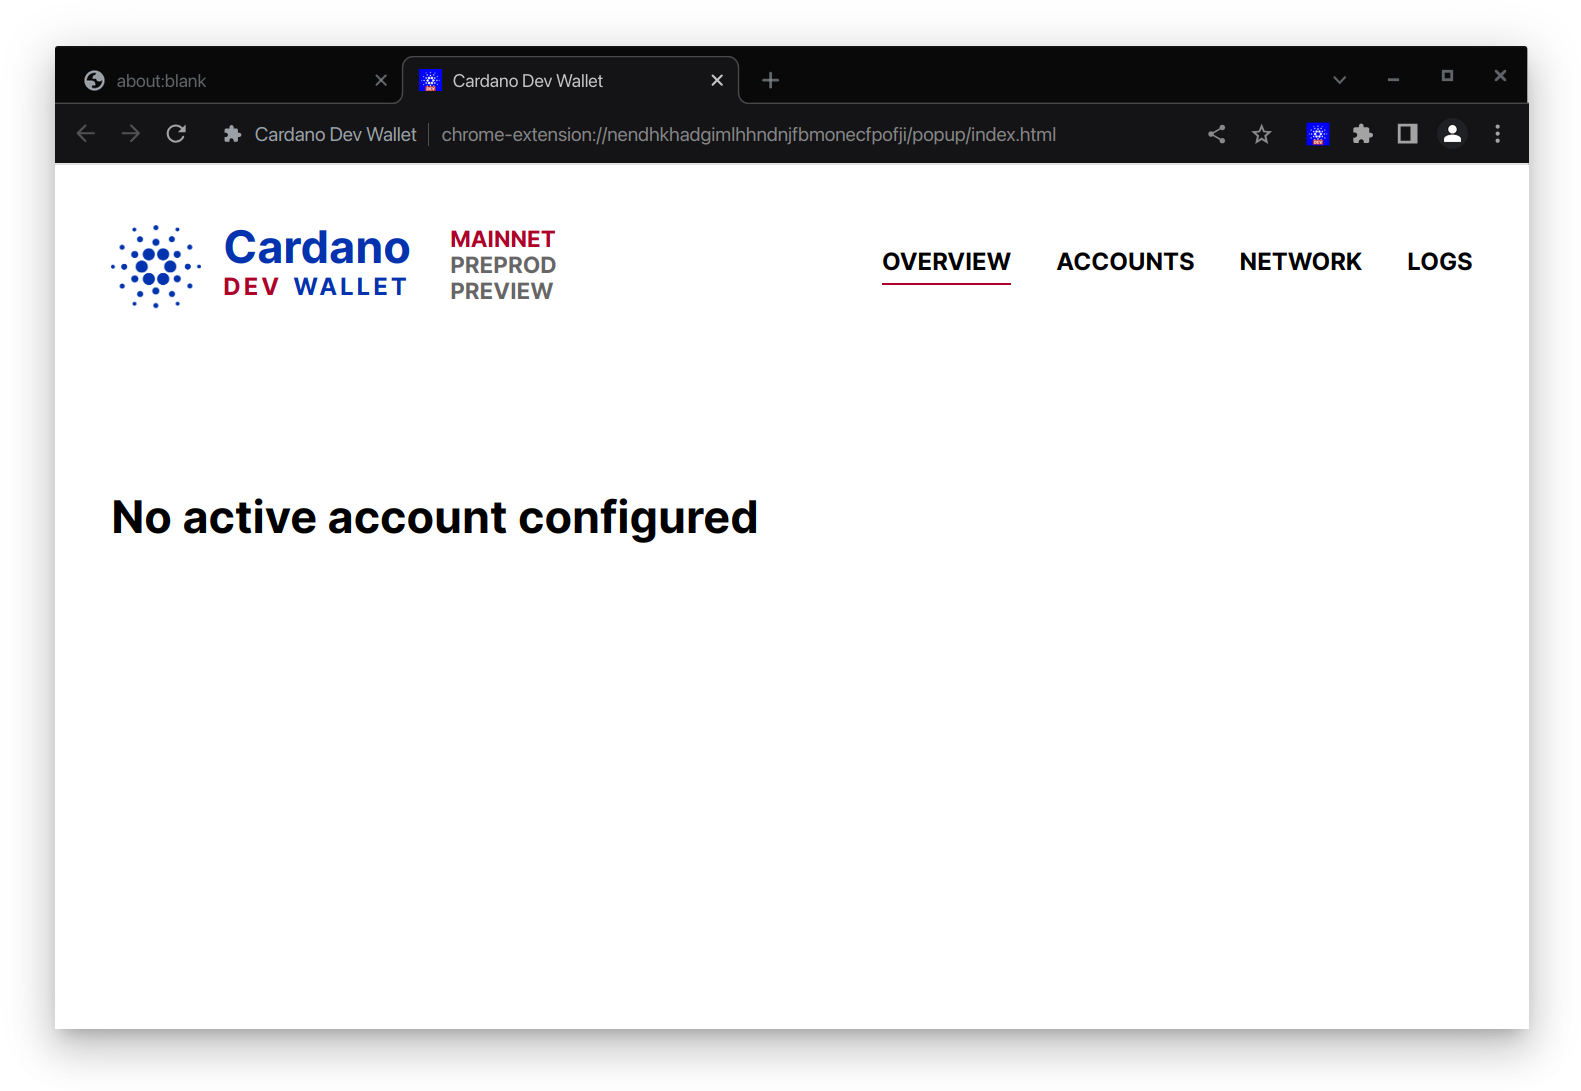 about:blank
Cardano Dev Wallet
Cardano Dev Wallet
chrome-extension://nendhkhadgimlhhndnjfbmonecfpofji/popup/index.html
Cardano
DEV WALLET
MAINNET
PREPROD
PREVIEW
OVERVIEW ACCOUNTS NETWORK LOGS
No active account configured